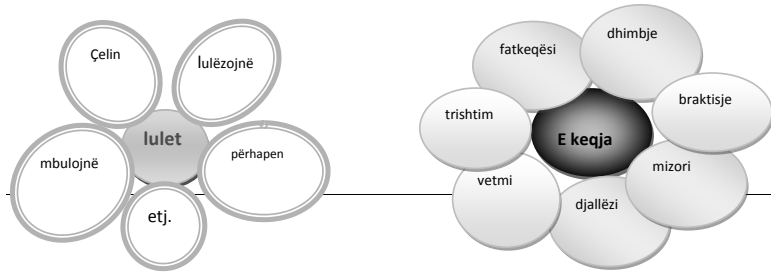 Çelin
lulëzojnë
lulet
mbulojnë
përhapen
etj.
dhimbje
fatkeqësi
braktisje
trishtim
E keqja
mizori
vetmi
djallëzi